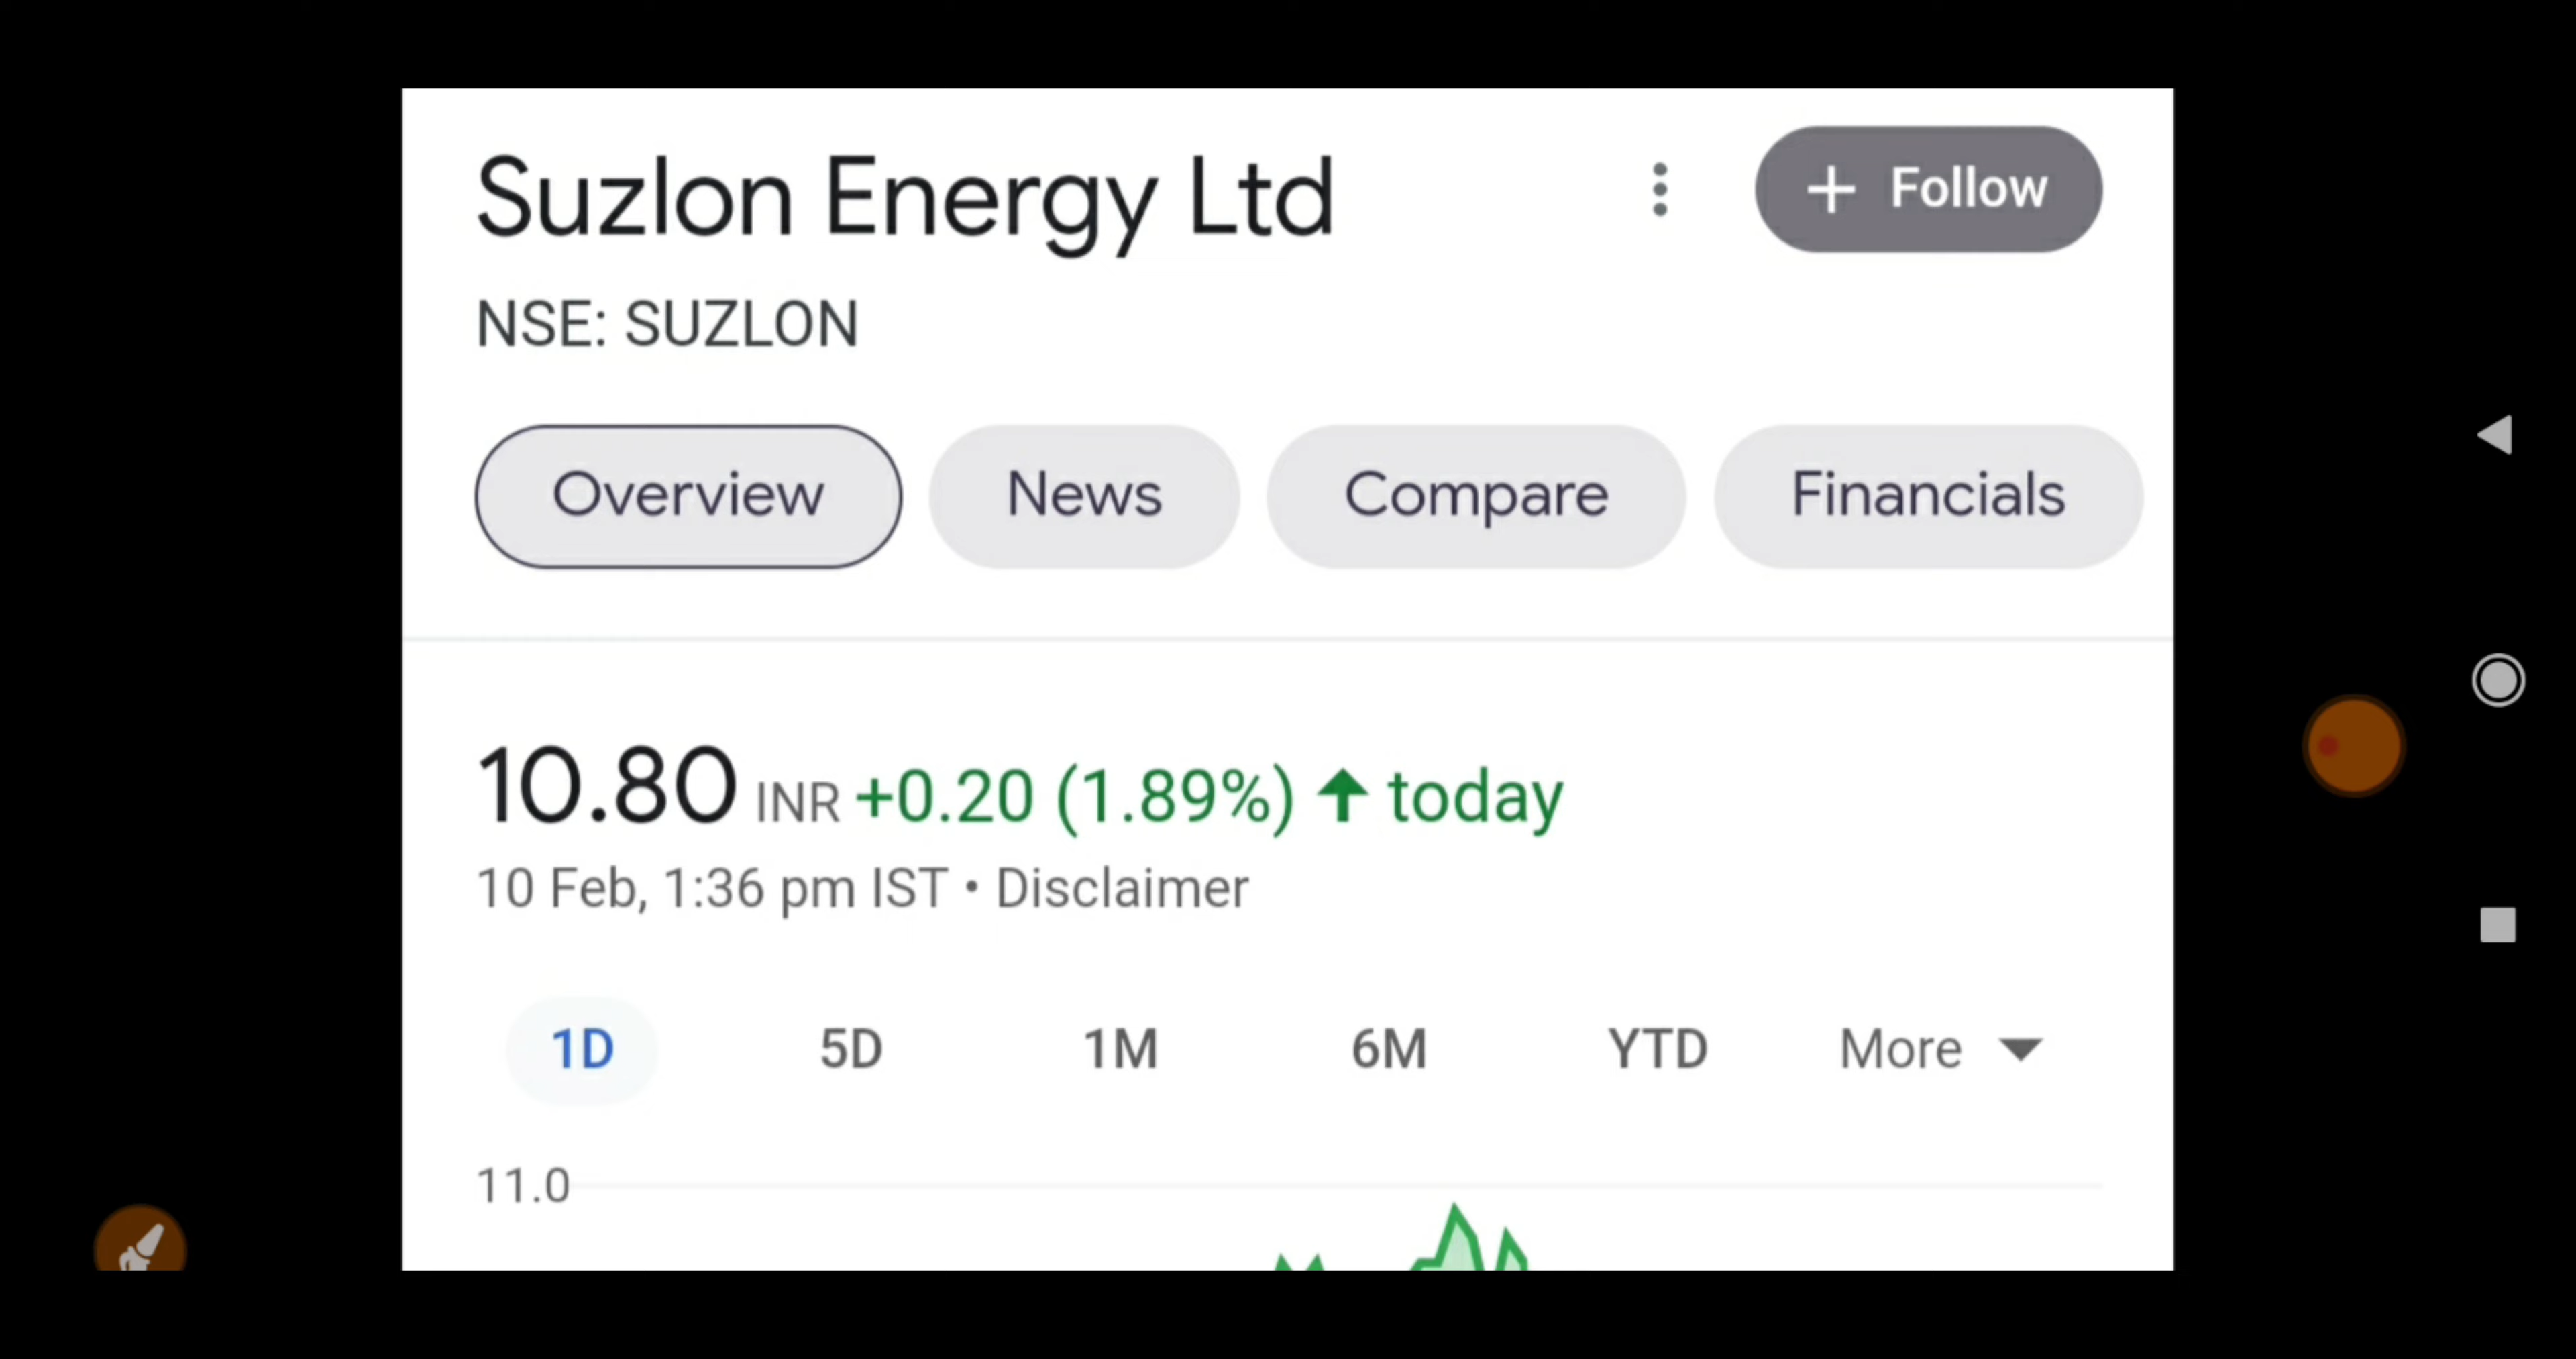 Suzlon Energy Ltd
+ Follow
NSE: SUZLON
Overview News Compare Financials
10.80 INR +0.20 (1.89%) ↑ today
10 Feb, 1:36 pm IST • Disclaimer
1D 5D 1M 6M YTD More
11.0